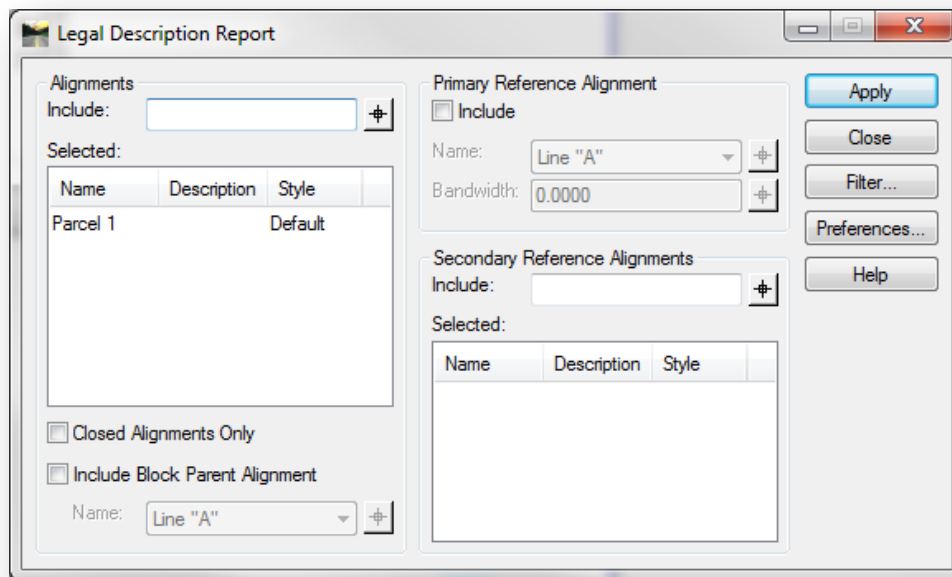 Legal Description Report
Alignments
Include:
Selected:
Name Description Style
Parcel 1 Default
Closed Alignments Only
Include Block Parent Alignment
Name: Line "A"
Primary Reference Alignment
Include
Name: Line "A"
Bandwidth: 0.0000
Secondary Reference Alignments
Include:
Selected:
Name Description Style
Apply
Close
Filter...
Preferences...
Help